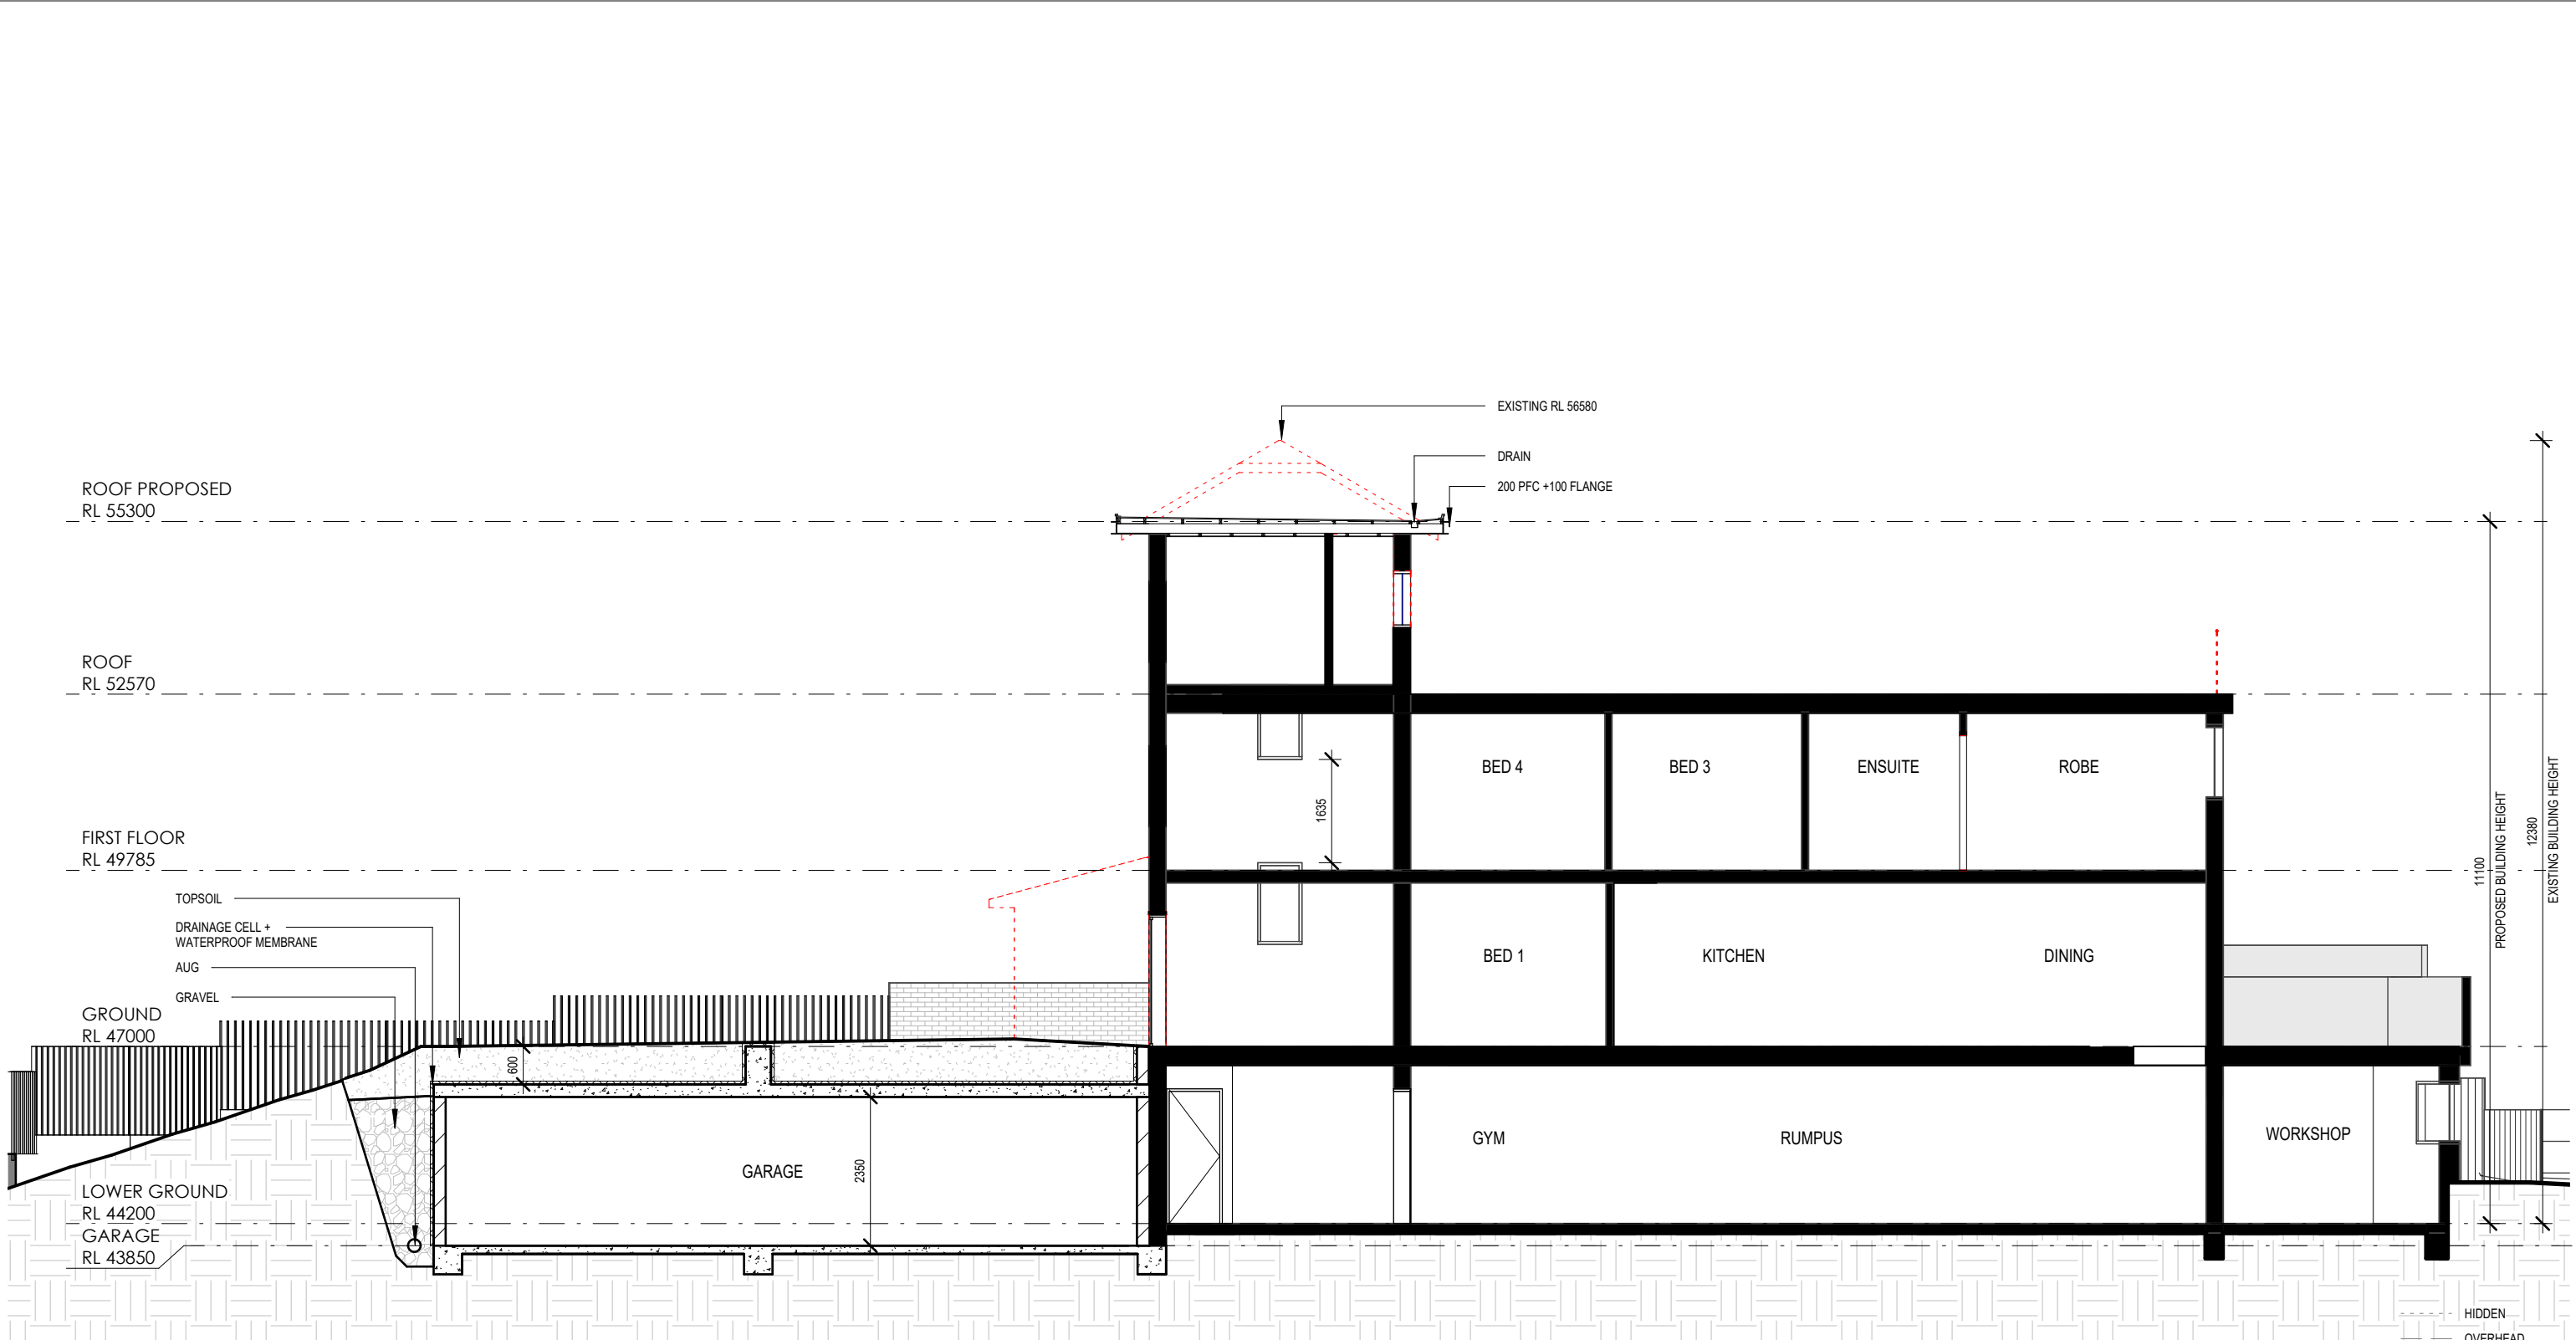 EXISTING RL 56580
DRAIN
200 PFC +100 FLANGE
ROOF PROPOSED
RL 55300
ROOF
RL 52570
BED 4
BED 3
ENSUITE
ROBE
1635
FIRST FLOOR
RL 49785
11100
PROPOSED BUILDING HEIGHT
12380
EXISTING BUILDING HEIGHT
TOPSOIL
DRAINAGE CELL +
WATERPROOF MEMBRANE
AUG
GRAVEL
BED 1
KITCHEN
DINING
GROUND
RL 47000
600
GYM
RUMPUS
WORKSHOP
GARAGE
2350
LOWER GROUND
RL 44200
GARAGE
RL 43850
HIDDEN
OVERHEAD